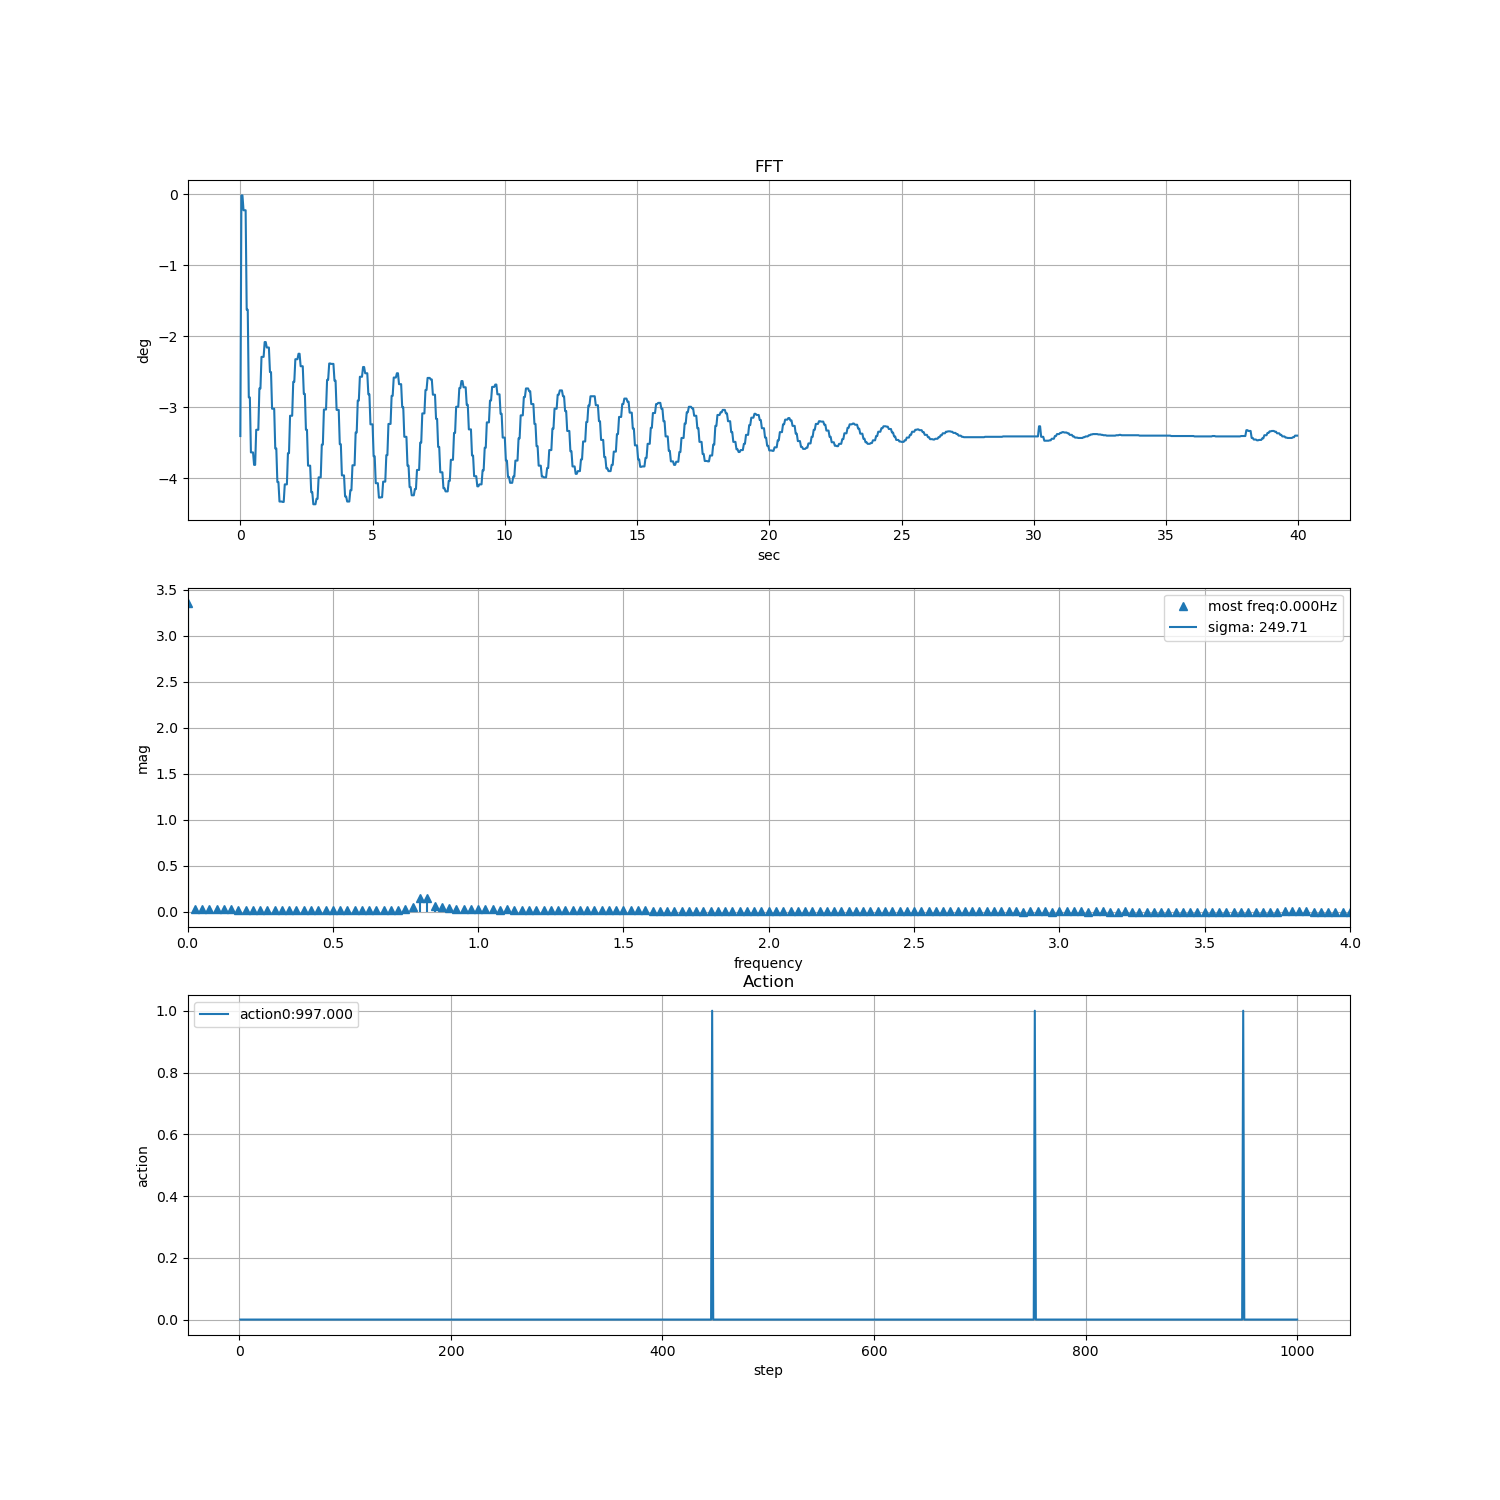 FFT
0
−1
−2
−3
−4
deg
0 5 10 15 20 25 30 35 40
sec
3.5
3.0
2.5
2.0
1.5
1.0
0.5
0.0
mag
most freq:0.000Hz
sigma: 249.71
0.0 0.5 1.0 1.5 2.0 2.5 3.0 3.5 4.0
frequency
Action
1.0
0.8
0.6
0.4
0.2
0.0
action
action0:997.000
0 200 400 600 800 1000
step